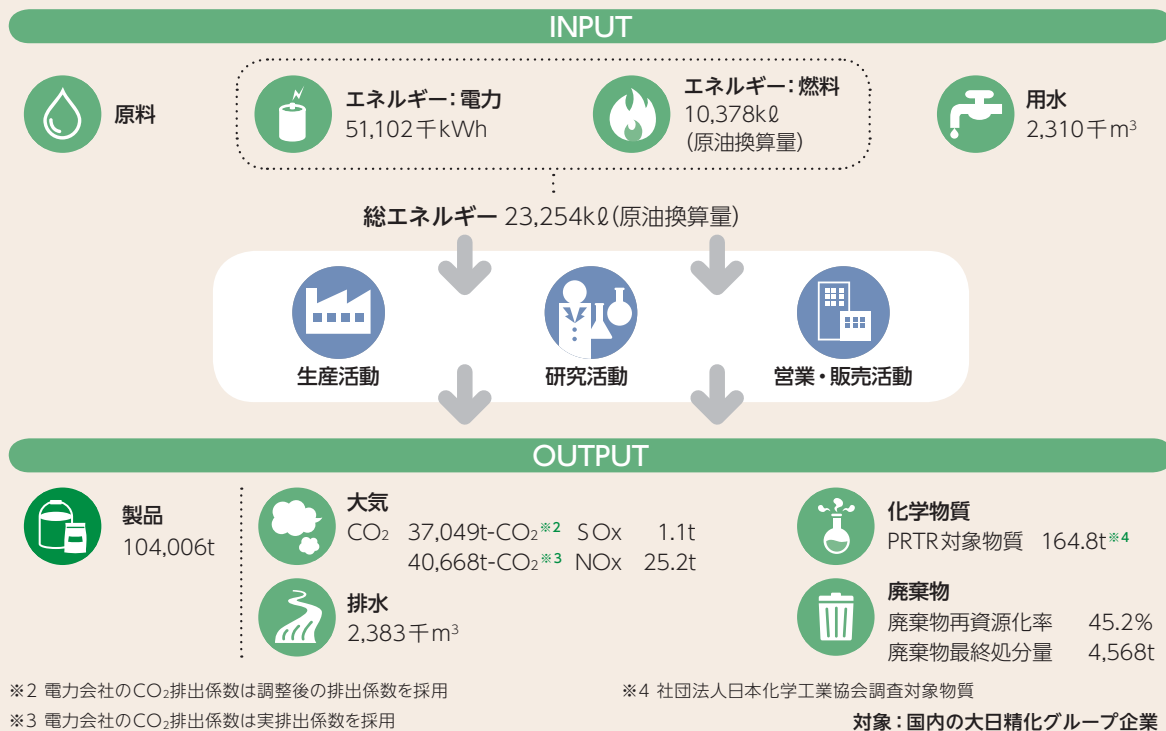 INPUT
原料
エネルギー:電力
51,102千kWh
エネルギー:燃料
10,378kℓ
(原油換算量)
用水
2,310千m³
総エネルギー 23,254kℓ(原油換算量)
生産活動
研究活動
営業・販売活動
OUTPUT
製品
104,006t
大気
CO₂ 37,049t-CO₂※2 SOx 1.1t
40,668t-CO₂※3 NOx 25.2t
排水
2,383千m³
化学物質
PRTR対象物質 164.8t※4
廃棄物
廃棄物再資源化率 45.2%
廃棄物最終処分量 4,568t
※2 電力会社のCO₂排出係数は調整後の排出係数を採用
※3 電力会社のCO₂排出係数は実排出係数を採用
※4 社団法人日本化学工業協会調査対象物質
対象:国内の大日精化グループ企業